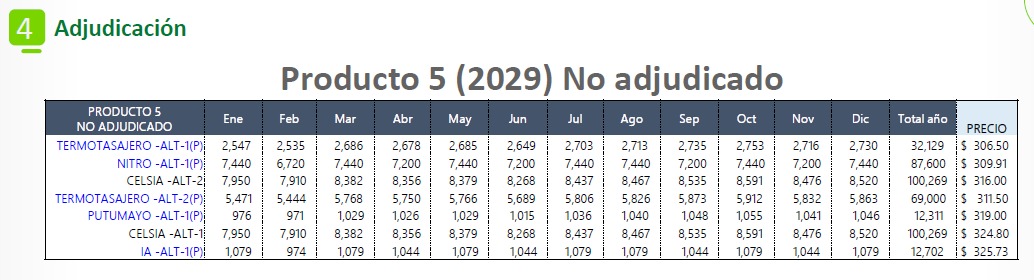 4 Adjudicación
Producto 5 (2029) No adjudicado
PRODUCTO 5 NO ADJUDICADO Ene Feb Mar Abr May Jun Jul Ago Sep Oct Nov Dic Total año PRECIO
TERMOTASAJERO -ALT-1(P) 2,547 2,535 2,686 2,678 2,685 2,649 2,703 2,713 2,735 2,753 2,716 2,730 32,129 $ 306.50
NITRO -ALT-1(P) 7,440 6,720 7,440 7,200 7,440 7,200 7,440 7,440 7,200 7,440 7,200 7,440 87,600 $ 309.91
CELSIA -ALT-2 7,950 7,910 8,382 8,356 8,379 8,268 8,437 8,467 8,535 8,591 8,476 8,520 100,269 $ 316.00
TERMOTASAJERO -ALT-2(P) 5,471 5,444 5,768 5,750 5,766 5,689 5,806 5,826 5,873 5,912 5,832 5,863 69,000 $ 311.50
PUTUMAYO -ALT-1(P) 976 971 1,029 1,026 1,029 1,015 1,036 1,040 1,048 1,055 1,041 1,046 12,311 $ 319.00
CELSIA -ALT-1 7,950 7,910 8,382 8,356 8,379 8,268 8,437 8,467 8,535 8,591 8,476 8,520 100,269 $ 324.80
IA -ALT-1(P) 1,079 974 1,079 1,044 1,079 1,044 1,079 1,079 1,044 1,079 1,044 1,079 12,702 $ 325.73